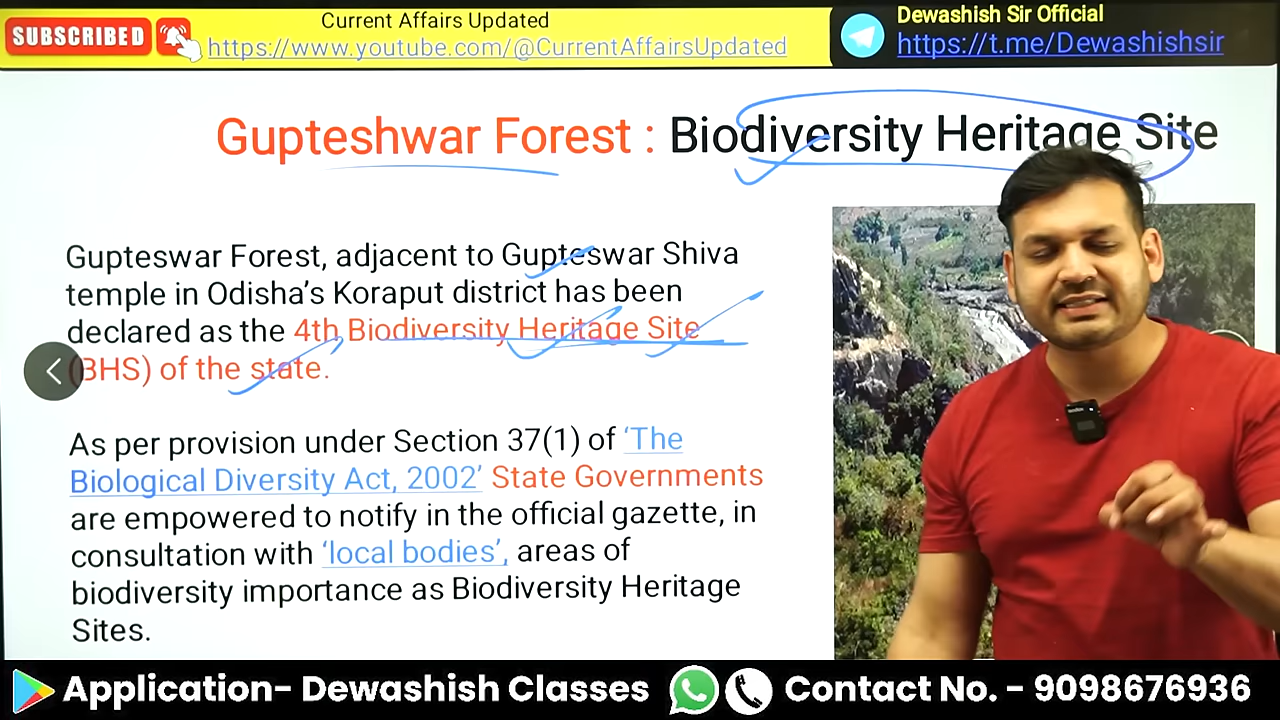 Current Affairs Updated
Dewashish Sir Official
SUBSCRIBED
https://www.youtube.com/@CurrentAffairsUpdated
https://t.me/Dewashishsir
Gupteshwar Forest : Biodiversity Heritage Site
Gupteswar Forest, adjacent to Gupteswar Shiva
temple in Odisha's Koraput district has been
declared as the 4th Biodiversity Heritage Site
(BHS) of the state.
As per provision under Section 37(1) of ‘The
Biological Diversity Act, 2002’ State Governments
are empowered to notify in the official gazette, in
consultation with ‘local bodies’, areas of
biodiversity importance as Biodiversity Heritage
Sites.
Application- Dewashish Classes
Contact No. - 9098676936